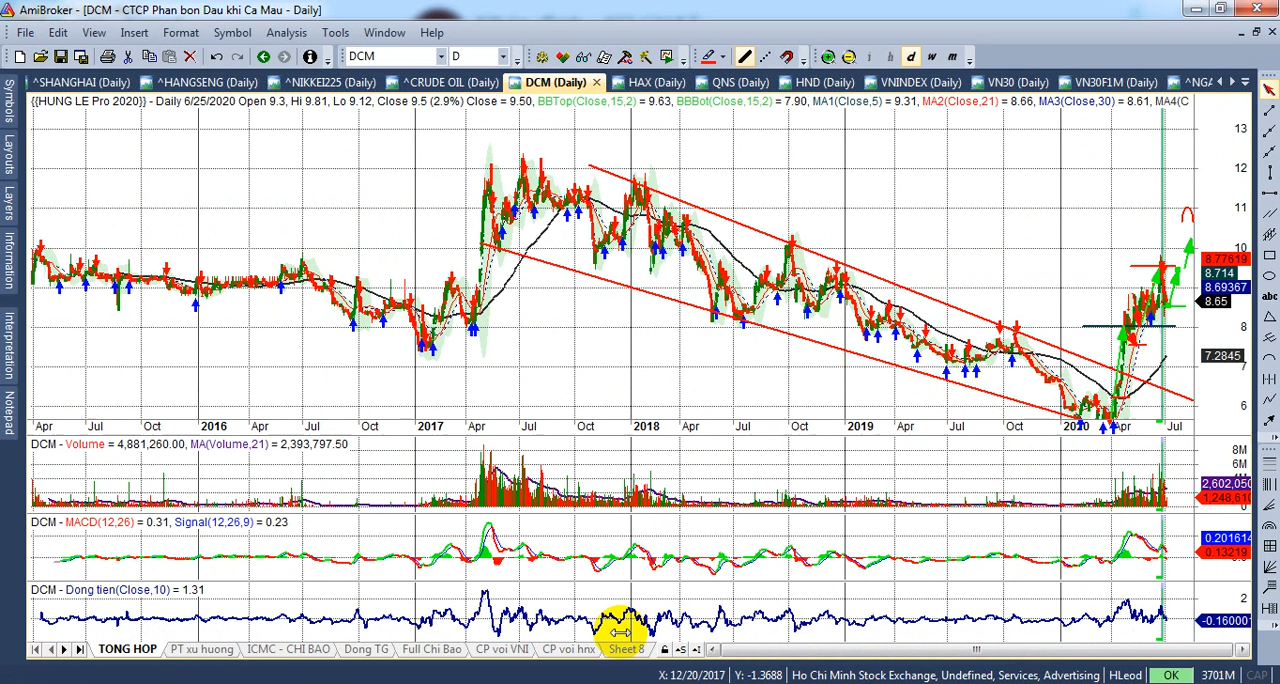 AmiBroker - [DCM - CTCP Phan bon Dau khi Ca Mau - Daily]
File Edit View Insert Format Symbol Analysis Tools Window Help
DCM D i h d w m
^SHANGHAI (Daily) ^HANGSENG (Daily) ^NIKKEI225 (Daily) ^CRUDE OIL (Daily) DCM (Daily) HAX (Daily) QNS (Daily) HND (Daily) VNINDEX (Daily) VN30 (Daily) VN30F1M (Daily) ^NGA
{{HUNG LE Pro 2020}} - Daily 6/25/2020 Open 9.3, Hi 9.81, Lo 9.12, Close 9.5 (2.9%) Close = 9.50, BBTop(Close,15,2) = 9.63, BBBot(Close,15,2) = 7.90, MA1(Close,5) = 9.31, MA2(Close,21) = 8.66, MA3(Close,30) = 8.61, MA4(C
Symbols
Layouts
Layers
Information
Interpretation
Notepad
13
12
11
10
8.77619
8.714
8.69367
8.65
8
7.2845
7
6
abc
Apr Jul Oct 2016 Apr Jul Oct 2017 Apr Jul Oct 2018 Apr Jul Oct 2019 Apr Jul Oct 2020 Apr Jul
DCM - Volume = 4,881,260.00, MA(Volume,21) = 2,393,797.50
8M
6M
2,602,050
1,248,610
0
DCM - MACD(12,26) = 0.31, Signal(12,26,9) = 0.23
0.201614
0.13219
DCM - Dong tien(Close,10) = 1.31
2
-0.16000
TONG HOP PT xu huong ICMC - CHI BAO Dong TG Full Chi Bao CP voi VNI CP voi hnx Sheet 8
X: 12/20/2017 Y: -1.3688 Ho Chi Minh Stock Exchange, Undefined, Services, Advertising HLeod OK 3701M CAP